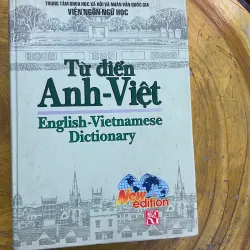 TRUNG TÂM KHOA HỌC XÃ HỘI VÀ NHÂN VĂN QUỐC GIA
VIỆN NGÔN NGỮ HỌC
Từ điển
Anh-Việt
English-Vietnamese
Dictionary
New
edition